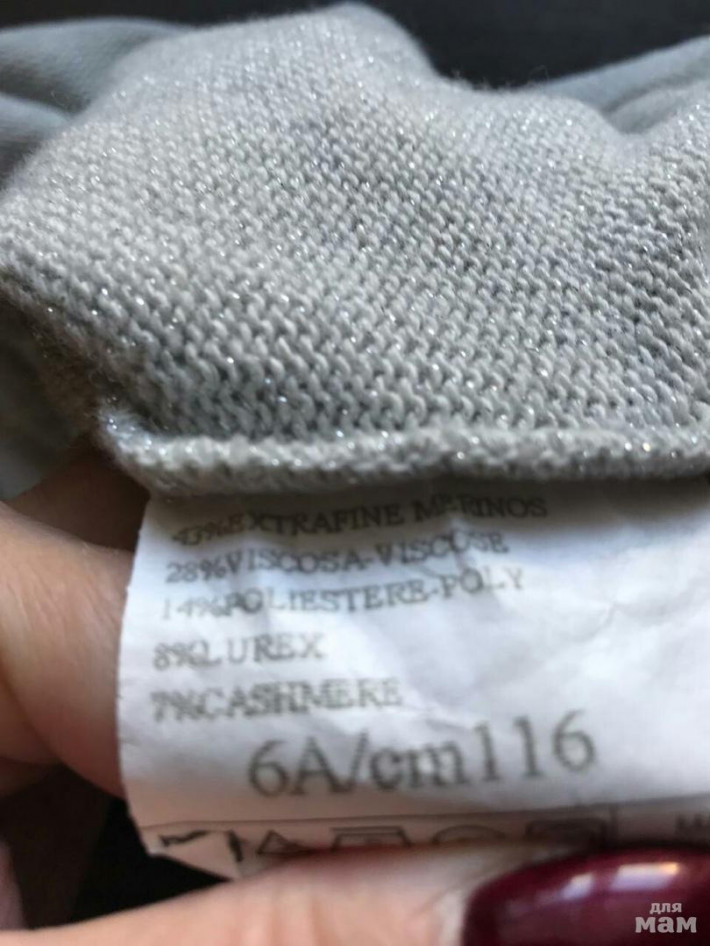 43%EXTRAFINE MERINOS
28%VISCOSA-VISCOSE
14%POLIESTERE-POLY
8%LUREX
7%CASHMERE
6A/cm116
для
мам